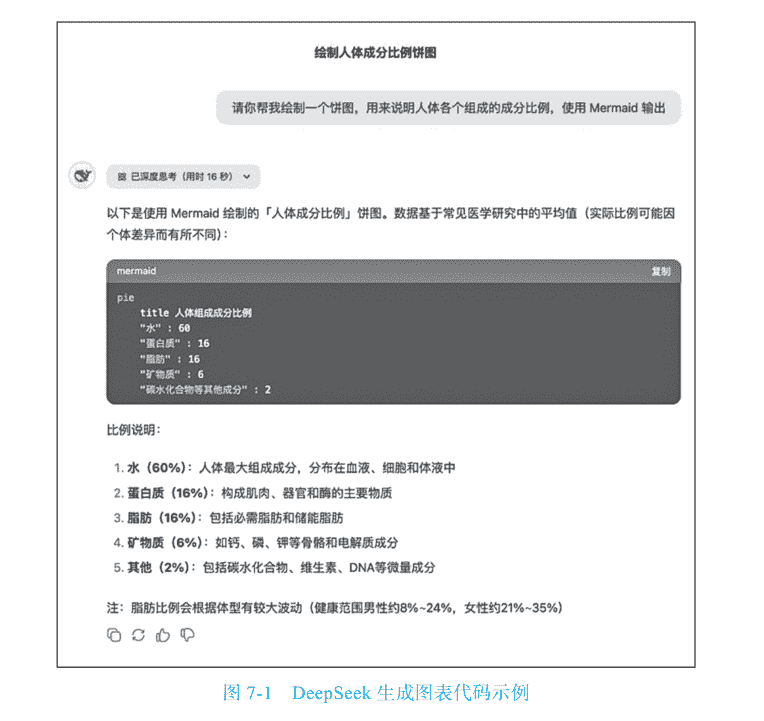 绘制人体成分比例饼图
请你帮我绘制一个饼图，用来说明人体各个组成的成分比例，使用 Mermaid 输出
已深度思考（用时 16 秒）
以下是使用 Mermaid 绘制的「人体成分比例」饼图。数据基于常见医学研究中的平均值（实际比例可能因
个体差异而有所不同）：
mermaid 复制
pie
title 人体组成成分比例
"水" : 60
"蛋白质" : 16
"脂肪" : 16
"矿物质" : 6
"碳水化合物等其他成分" : 2
比例说明：
1. 水（60%）：人体最大组成成分，分布在血液、细胞和体液中
2. 蛋白质（16%）：构成肌肉、器官和酶的主要物质
3. 脂肪（16%）：包括必需脂肪和储能脂肪
4. 矿物质（6%）：如钙、磷、钾等骨骼和电解质成分
5. 其他（2%）：包括碳水化合物、维生素、DNA等微量成分
注：脂肪比例会根据体型有较大波动（健康范围男性约8%~24%，女性约21%~35%）
图 7-1 DeepSeek 生成图表代码示例